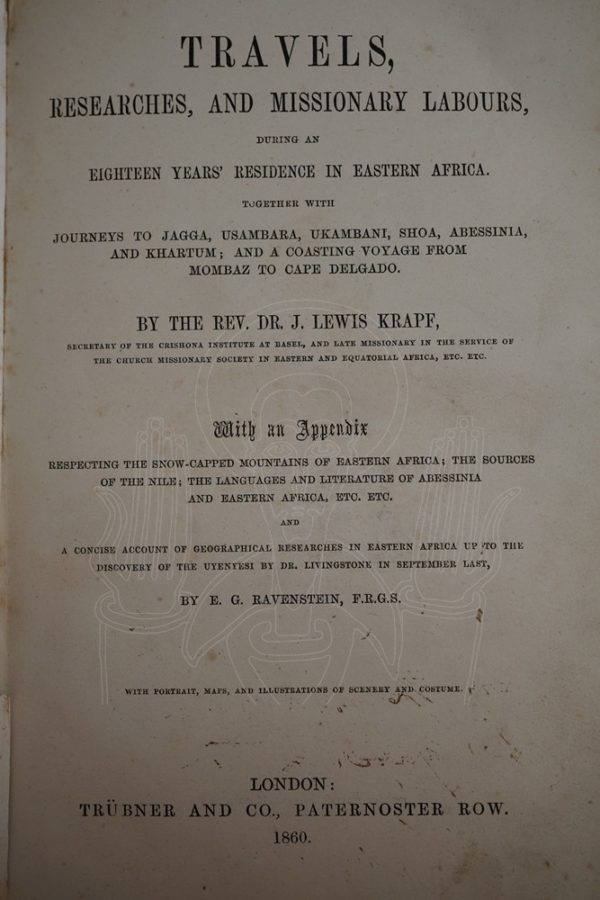 TRAVELS,
RESEARCHES, AND MISSIONARY LABOURS,
DURING AN
EIGHTEEN YEARS' RESIDENCE IN EASTERN AFRICA.
TOGETHER WITH
JOURNEYS TO JAGGA, USAMBARA, UKAMBANI, SHOA, ABESSINIA,
AND KHARTUM; AND A COASTING VOYAGE FROM
MOMBAZ TO CAPE DELGADO.
BY THE REV. DR. J. LEWIS KRAPF,
SECRETARY OF THE CRISHONA INSTITUTE AT BASEL, AND LATE MISSIONARY IN THE SERVICE OF
THE CHURCH MISSIONARY SOCIETY IN EASTERN AND EQUATORIAL AFRICA, ETC. ETC.
With an Appendix
RESPECTING THE SNOW-CAPPED MOUNTAINS OF EASTERN AFRICA; THE SOURCES
OF THE NILE; THE LANGUAGES AND LITERATURE OF ABESSINIA
AND EASTERN AFRICA, ETC. ETC.
AND
A CONCISE ACCOUNT OF GEOGRAPHICAL RESEARCHES IN EASTERN AFRICA UP TO THE
DISCOVERY OF THE UYENYESI BY DR. LIVINGSTONE IN SEPTEMBER LAST,
BY E. G. RAVENSTEIN, F.R.G.S.
WITH PORTRAIT, MAPS, AND ILLUSTRATIONS OF SCENERY AND COSTUME.
LONDON:
TRÜBNER AND CO., PATERNOSTER ROW.
1860.